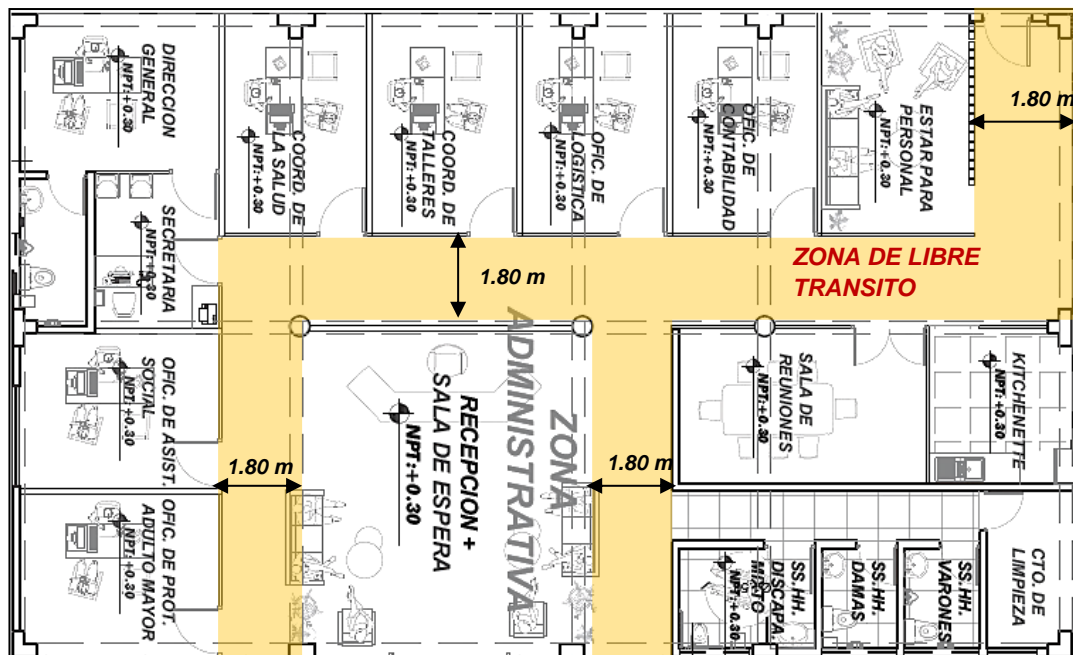 DIRECCION
GENERAL
NPT:+0.30
COORD. DE
LA SALUD
NPT:+0.30
COORD. DE
TALLERES
NPT:+0.30
OFIC. DE
LOGISTICA
NPT:+0.30
OFIC. DE
CONTABILIDAD
NPT:+0.30
ESTAR PARA
PERSONAL
NPT:+0.30
1.80 m
SECRETARIA
NPT:+0.30
1.80 m
ZONA DE LIBRE
TRANSITO
OFIC. DE ASIST.
SOCIAL
NPT:+0.30
RECEPCION +
SALA DE ESPERA
NPT:+0.30
ZONA
ADMINISTRATIVA
SALA DE
REUNIONES
NPT:+0.30
KITCHENETTE
NPT:+0.30
1.80 m
1.80 m
OFIC. DE PROT.
ADULTO MAYOR
NPT:+0.30
SS.HH.
DISCAPA.
MIXTO
NPT:+0.30
SS.HH.
DAMAS
SS.HH.
VARONES
CTO. DE
LIMPIEZA